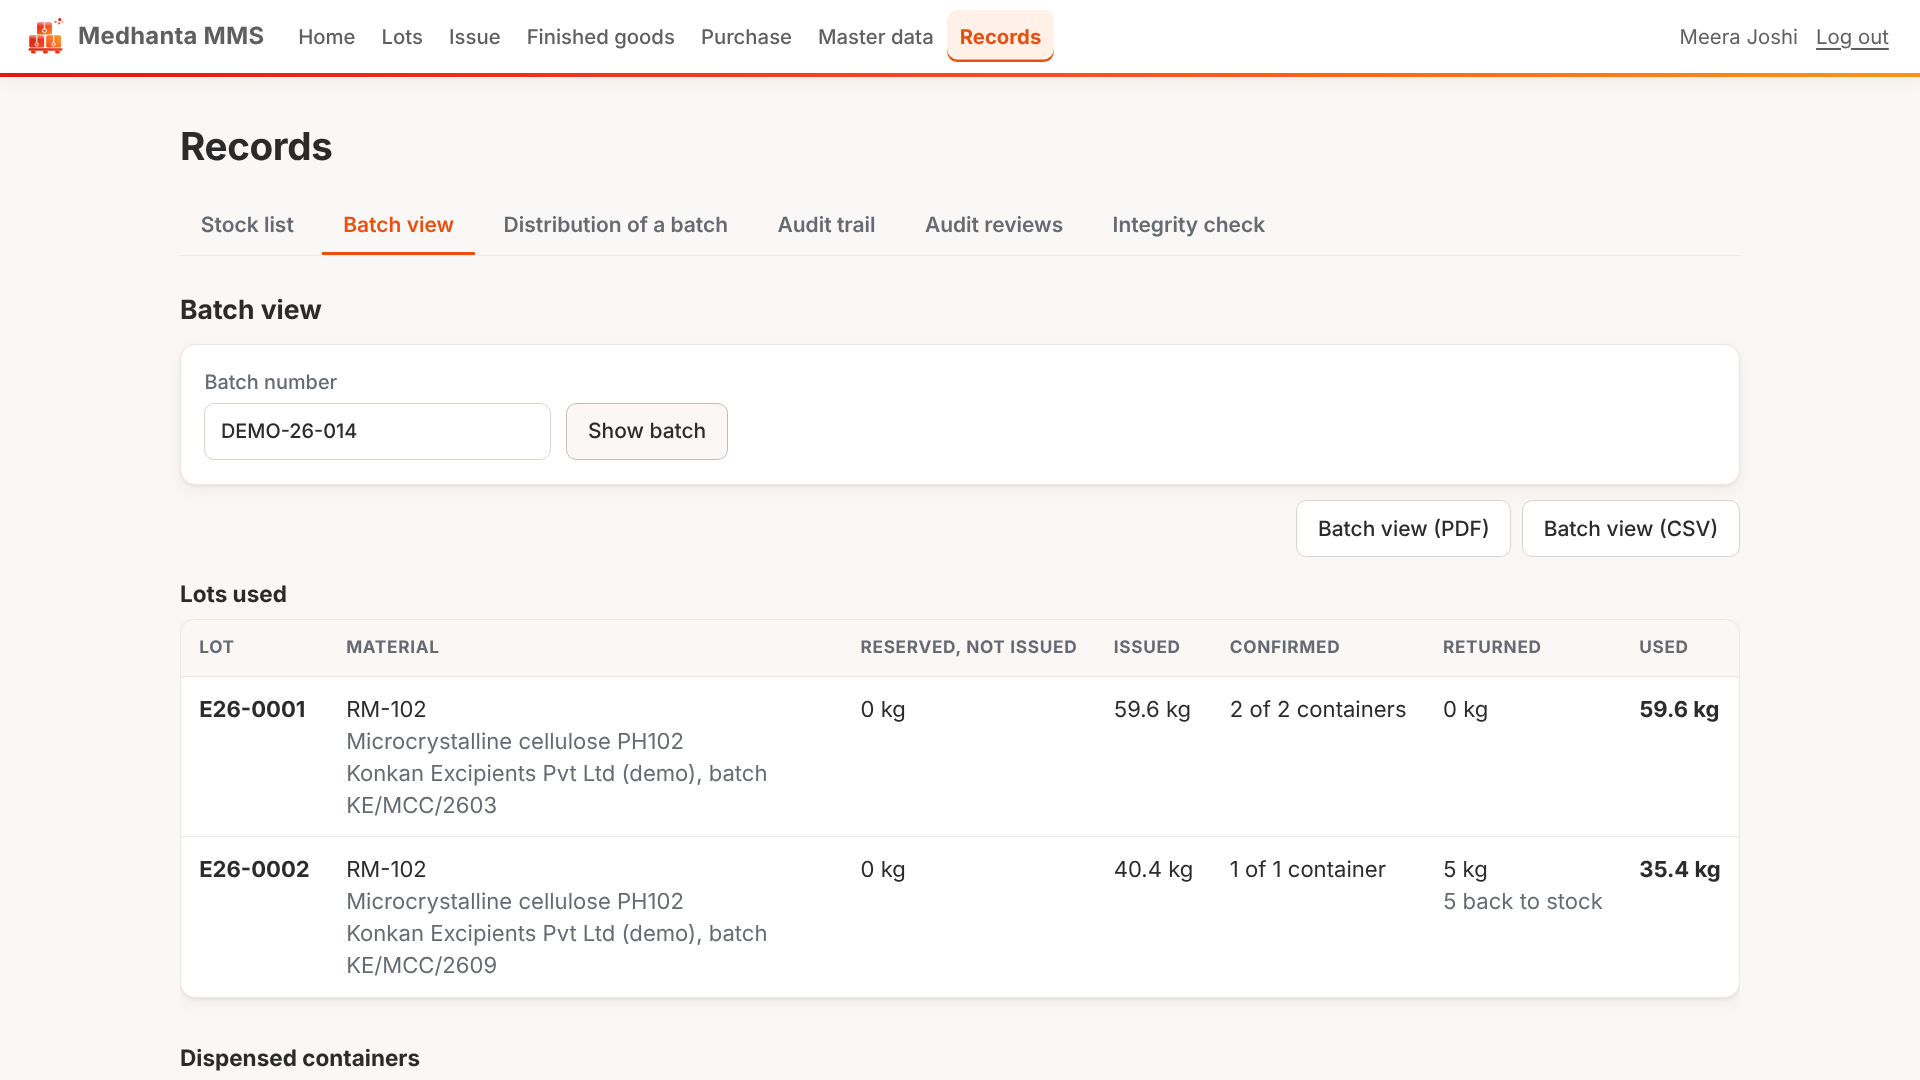 Medhanta MMS Home Lots Issue Finished goods Purchase Master data Records Meera Joshi Log out
Records
Stock list Batch view Distribution of a batch Audit trail Audit reviews Integrity check
Batch view
Batch number
DEMO-26-014 Show batch
Batch view (PDF) Batch view (CSV)
Lots used
LOT MATERIAL RESERVED, NOT ISSUED ISSUED CONFIRMED RETURNED USED
E26-0001 RM-102 0 kg 59.6 kg 2 of 2 containers 0 kg 59.6 kg
Microcrystalline cellulose PH102
Konkan Excipients Pvt Ltd (demo), batch
KE/MCC/2603
E26-0002 RM-102 0 kg 40.4 kg 1 of 1 container 5 kg 35.4 kg
Microcrystalline cellulose PH102 5 back to stock
Konkan Excipients Pvt Ltd (demo), batch
KE/MCC/2609
Dispensed containers